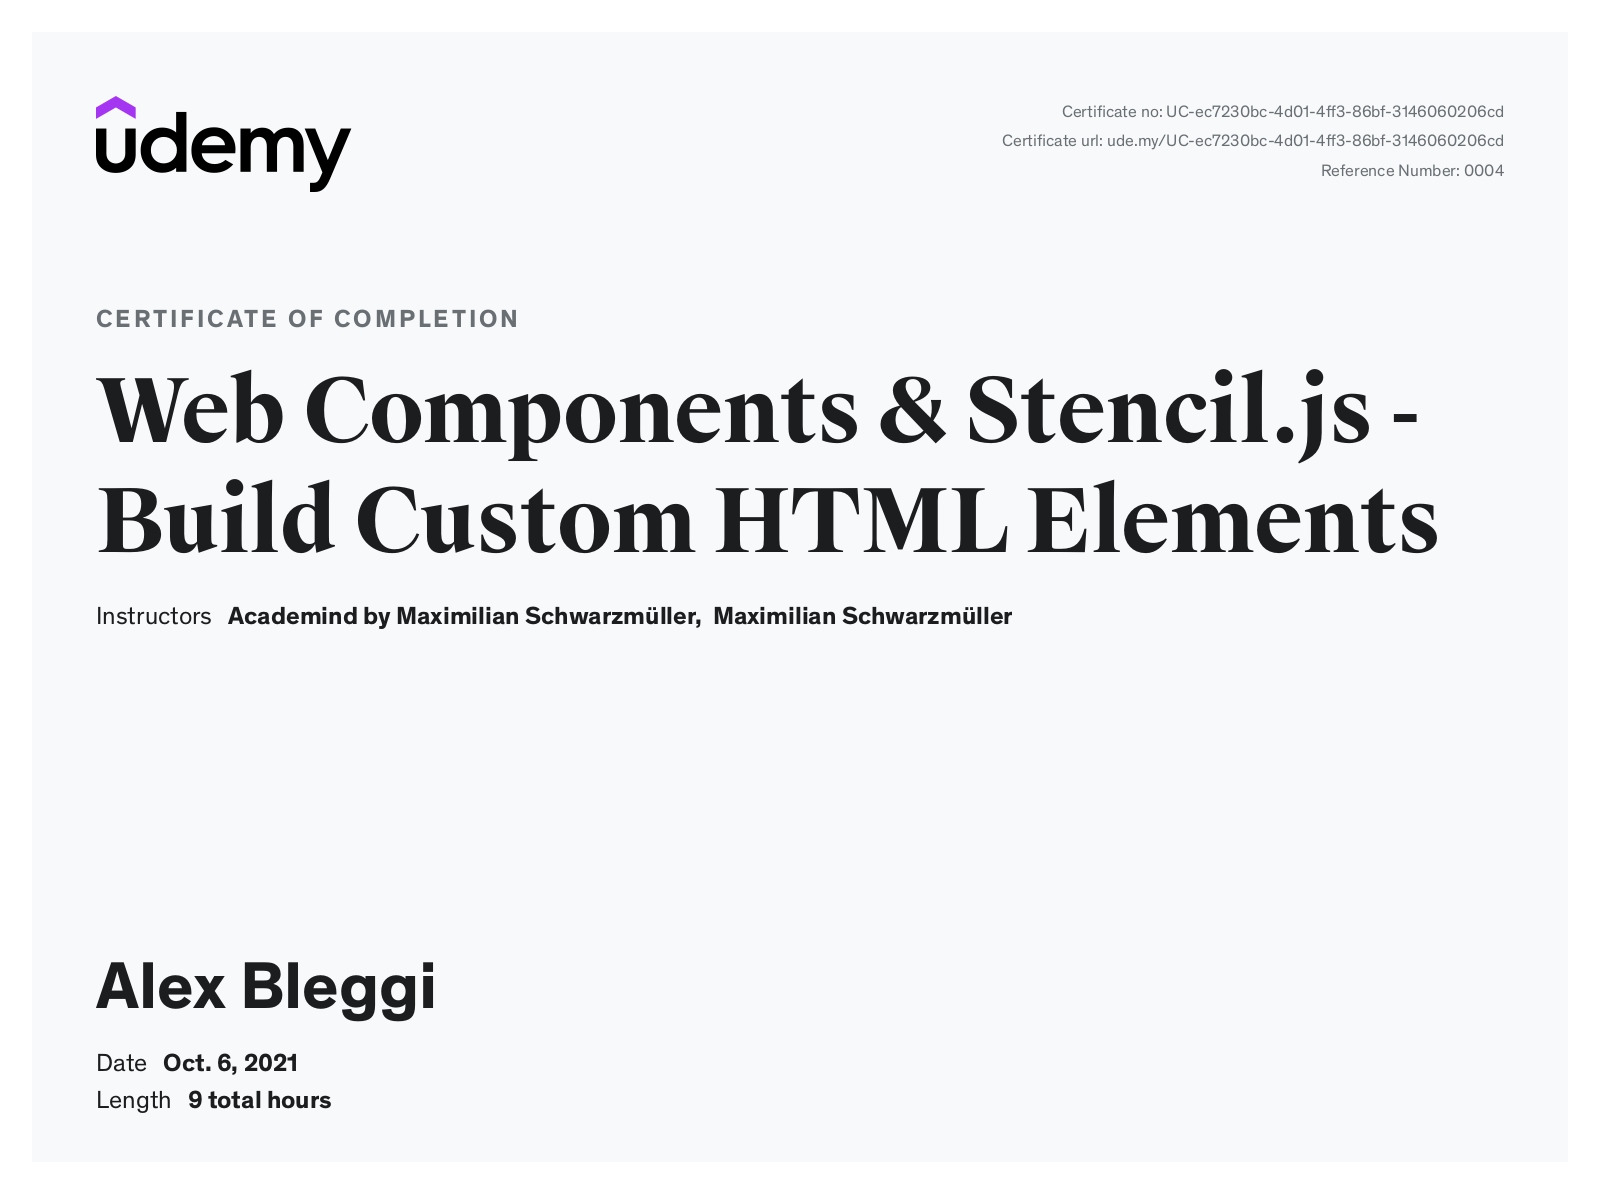 udemy
Certificate no: UC-ec7230bc-4d01-4ff3-86bf-3146060206cd
Certificate url: ude.my/UC-ec7230bc-4d01-4ff3-86bf-3146060206cd
Reference Number: 0004
CERTIFICATE OF COMPLETION
Web Components & Stencil.js -
Build Custom HTML Elements
Instructors Academind by Maximilian Schwarzmüller, Maximilian Schwarzmüller
Alex Bleggi
Date Oct. 6, 2021
Length 9 total hours